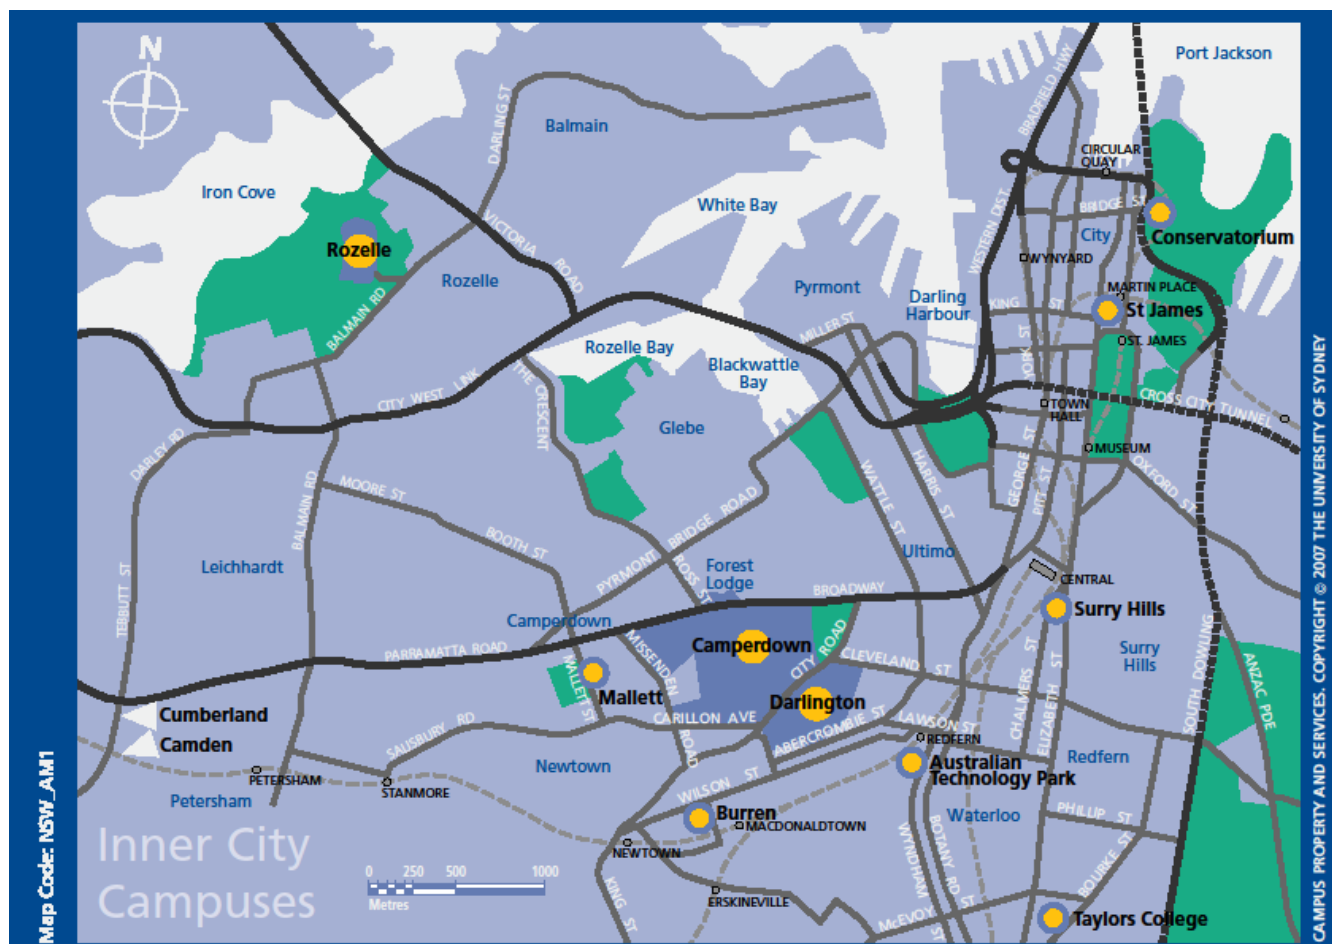 N
Port Jackson
BRADFIELD HWY
DARLING ST
Balmain
CIRCULAR
QUAY
Iron Cove
White Bay
BRIDGE ST
Rozelle
VICTORIA
ROAD
WESTERN DIST.
City
Conservatorium
WYNYARD
Rozelle
BALMAIN RD
Pyrmont
Darling
Harbour
MARTIN PLACE
KING ST
St James
MILLER ST
YORK ST
ST. JAMES
Rozelle Bay
Blackwattle
Bay
THE
CRESCENT
CITY WEST LINK
CROSS CITY TUNNEL
TOWN
HALL
Glebe
DARLEY RD
MUSEUM
OXFORD ST
GEORGE ST
PITT ST
HARRIS ST
WATTLE ST
MOORE ST
BALMAIN RD
BOOTH ST
PYRMONT BRIDGE ROAD
Ultimo
Leichhardt
TEBBUTT ST
Forest
Lodge
ROSS ST
BROADWAY
CENTRAL
Surry Hills
Camperdown
PARRAMATTA ROAD
MISSENDEN
ROAD
Camperdown
CITY ROAD
CLEVELAND ST
CHALMERS ST
ELIZABETH ST
Surry
Hills
SOUTH DOWLING
ANZAC PDE
MALLETT ST
Mallett
Darlington
Cumberland
Camden
SALISBURY RD
CARILLON AVE
ABERCROMBIE ST
LAWSON ST
REDFERN
Redfern
Australian
Technology Park
PETERSHAM
STANMORE
Newtown
Petersham
WILSON ST
Burren
MACDONALDTOWN
Waterloo
PHILLIP ST
BOURKE ST
WYNDHAM ST
BOTANY RD
NEWTOWN
ERSKINEVILLE
KING ST
McEVOY ST
Taylors College
Inner City
Campuses
0 250 500 1000
Metres
Map Code: NSW_AM1
CAMPUS PROPERTY AND SERVICES. COPYRIGHT © 2007 THE UNIVERSITY OF SYDNEY